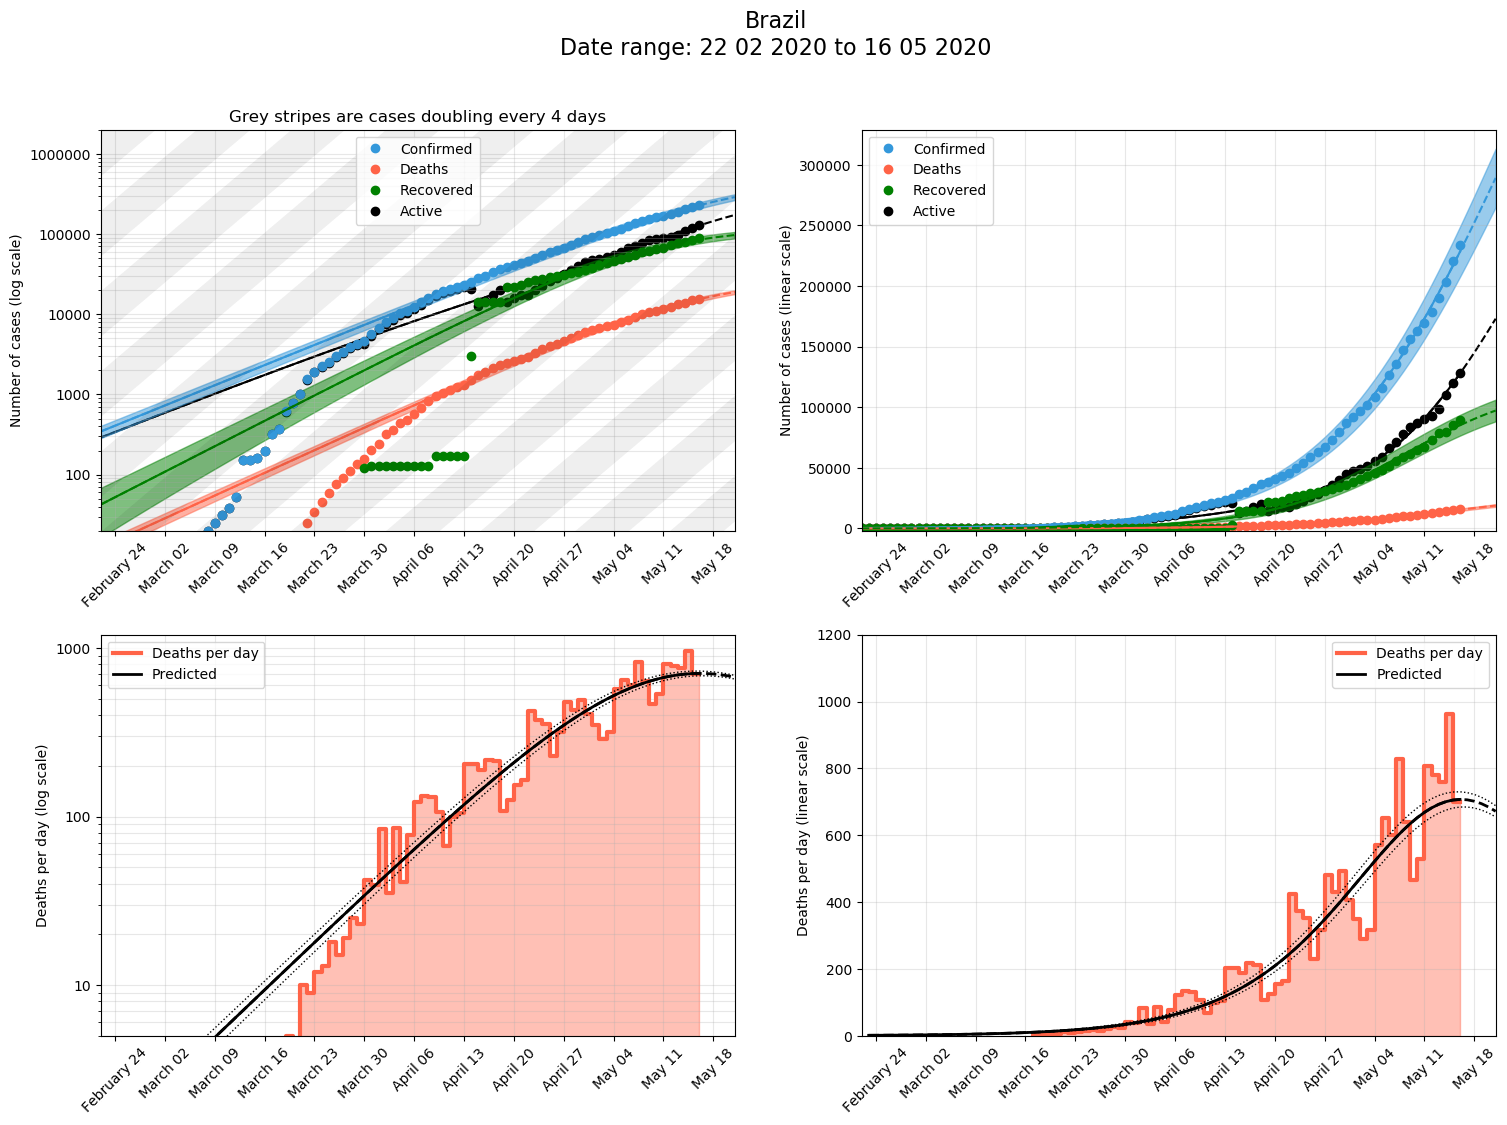 Brazil
Date range: 22 02 2020 to 16 05 2020
Grey stripes are cases doubling every 4 days
Number of cases (log scale)
1000000
100000
10000
1000
100
Confirmed
Deaths
Recovered
Active
February 24
March 02
March 09
March 16
March 23
March 30
April 06
April 13
April 20
April 27
May 04
May 11
May 18
Number of cases (linear scale)
300000
250000
200000
150000
100000
50000
0
Confirmed
Deaths
Recovered
Active
February 24
March 02
March 09
March 16
March 23
March 30
April 06
April 13
April 20
April 27
May 04
May 11
May 18
Deaths per day (log scale)
1000
100
10
Deaths per day
Predicted
February 24
March 02
March 09
March 16
March 23
March 30
April 06
April 13
April 20
April 27
May 04
May 11
May 18
Deaths per day (linear scale)
1200
1000
800
600
400
200
0
Deaths per day
Predicted
February 24
March 02
March 09
March 16
March 23
March 30
April 06
April 13
April 20
April 27
May 04
May 11
May 18